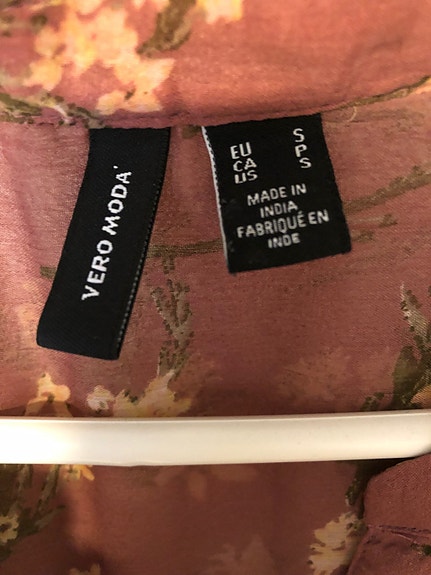 VERO MODA'
EU S
CA P
US S
MADE IN
INDIA
FABRIQUÉ EN
INDE